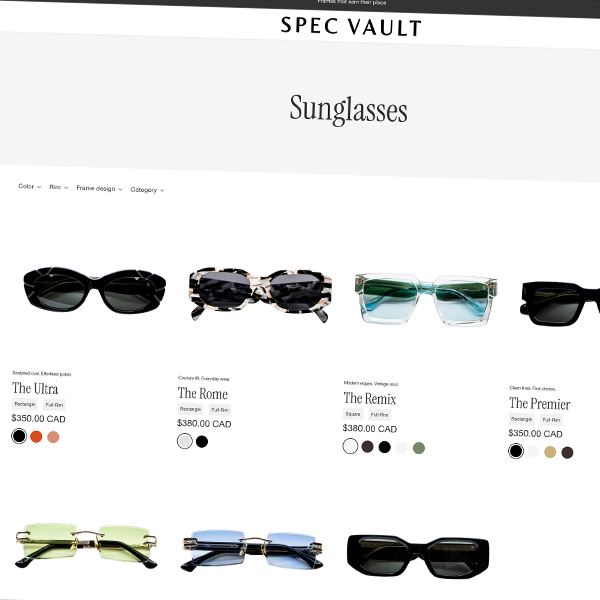 Frames that earn their place
SPEC VAULT
Sunglasses
Color
Rim
Frame design
Category
Sculpted oval. Effortless polish.
The Ultra
Rectangle
Full-Rim
$350.00 CAD
Couture lift. Everyday wear.
The Rome
Rectangle
Full-Rim
$380.00 CAD
Modern edges. Vintage soul.
The Remix
Square
Full-Rim
$380.00 CAD
Clean lines. First choice.
The Premier
Rectangle
Full-Rim
$350.00 CAD